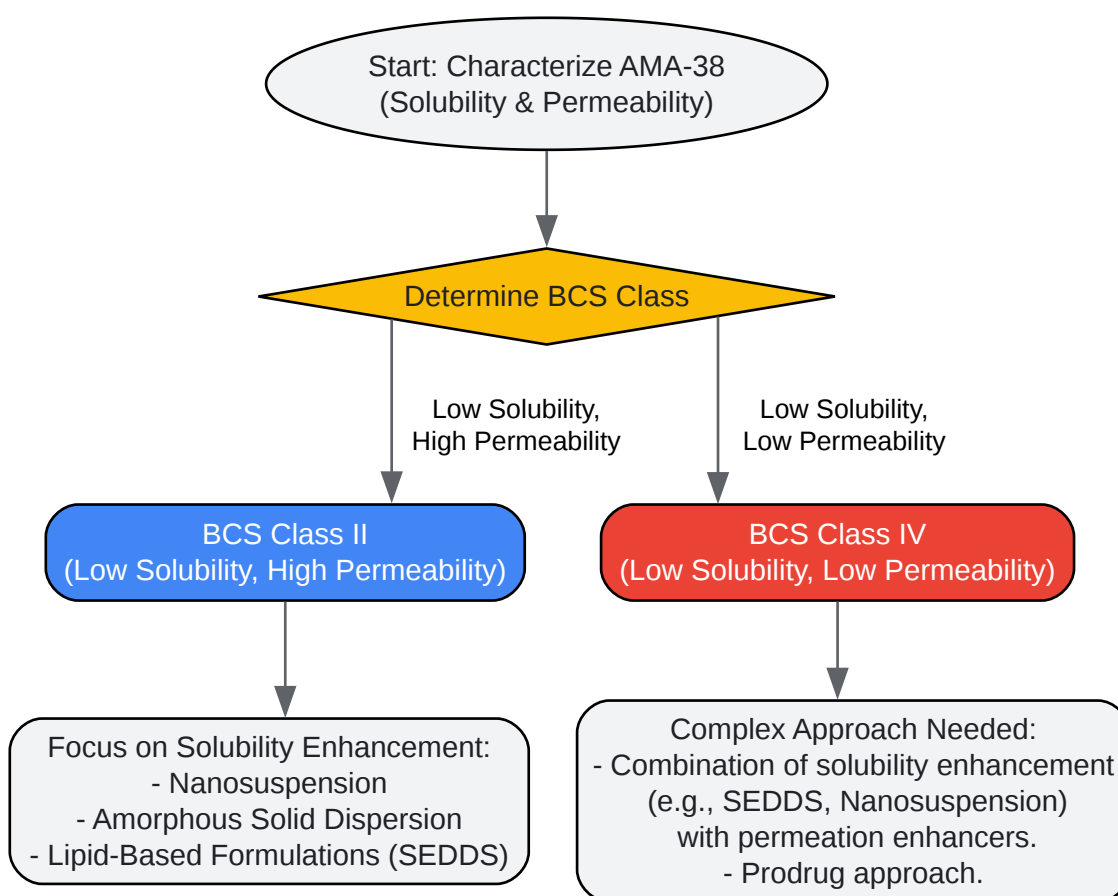 Start: Characterize AMA-38
(Solubility & Permeability)
Determine BCS Class
Low Solubility,
High Permeability
Low Solubility,
Low Permeability
BCS Class II
(Low Solubility, High Permeability)
BCS Class IV
(Low Solubility, Low Permeability)
Focus on Solubility Enhancement:
- Nanosuspension
- Amorphous Solid Dispersion
- Lipid-Based Formulations (SEDDS)
Complex Approach Needed:
- Combination of solubility enhancement
(e.g., SEDDS, Nanosuspension)
with permeation enhancers.
- Prodrug approach.